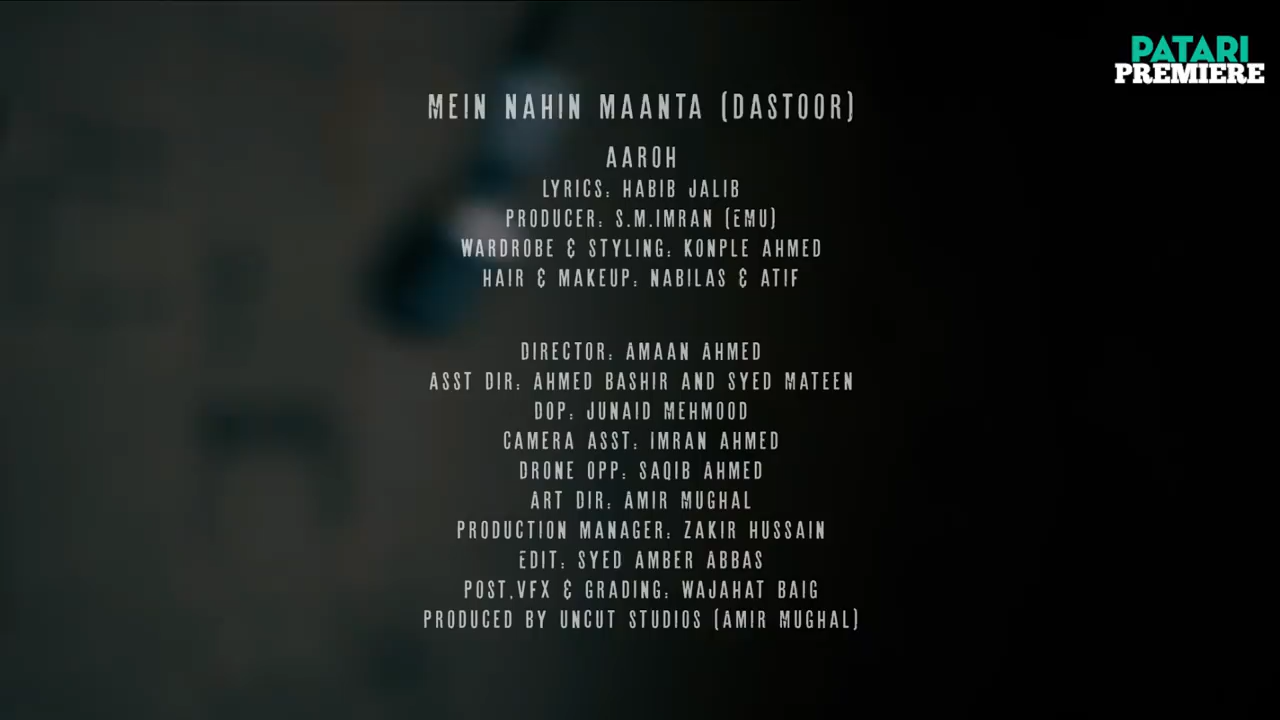 PATARI
PREMIERE
MEIN NAHIN MAANTA (DASTOOR)
AAROH
LYRICS: HABIB JALIB
PRODUCER: S.M.IMRAN (EMU)
WARDROBE & STYLING: KONPLE AHMED
HAIR & MAKEUP: NABILAS & ATIF
DIRECTOR: AMAAN AHMED
ASST DIR: AHMED BASHIR AND SYED MATEEN
DOP: JUNAID MEHMOOD
CAMERA ASST: IMRAN AHMED
DRONE OPP: SAQIB AHMED
ART DIR: AMIR MUGHAL
PRODUCTION MANAGER: ZAKIR HUSSAIN
EDIT: SYED AMBER ABBAS
POST,VFX & GRADING: WAJAHAT BAIG
PRODUCED BY UNCUT STUDIOS (AMIR MUGHAL)